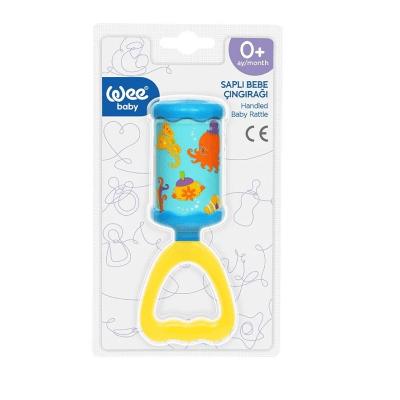 wee
baby
0+
ay/month
SAPLI BEBE
ÇINGIRAĞI
Handled
Baby Rattle
CE